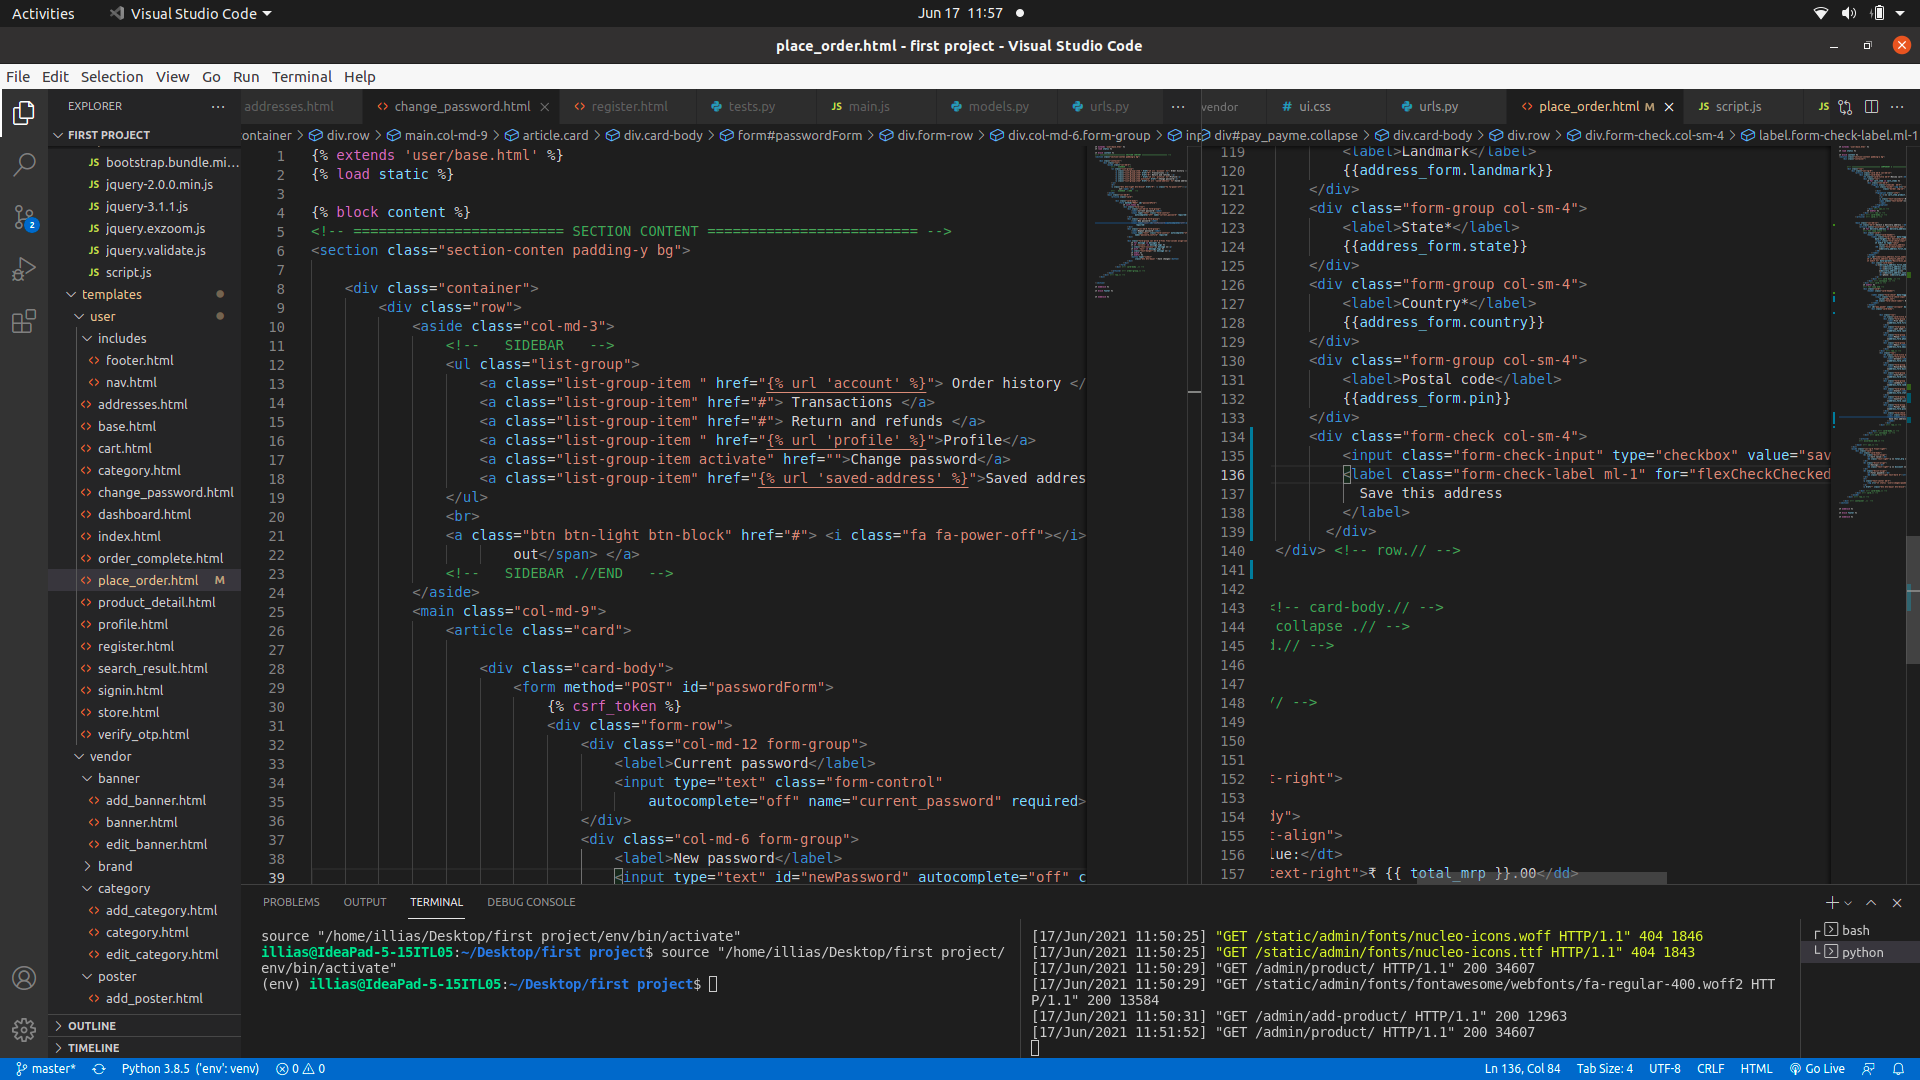 Activities
Visual Studio Code
Jun 17 11:57
place_order.html - first project - Visual Studio Code
File Edit Selection View Go Run Terminal Help
EXPLORER
FIRST PROJECT
bootstrap.bundle.mi...
jquery-2.0.0.min.js
jquery-3.1.1.js
jquery.exzoom.js
jquery.validate.js
script.js
templates
user
includes
footer.html
nav.html
addresses.html
base.html
cart.html
category.html
change_password.html
dashboard.html
index.html
order_complete.html
place_order.html M
product_detail.html
profile.html
register.html
search_result.html
signin.html
store.html
verify_otp.html
vendor
banner
add_banner.html
banner.html
edit_banner.html
brand
category
add_category.html
category.html
edit_category.html
poster
add_poster.html
OUTLINE
TIMELINE
addresses.html change_password.html register.html tests.py main.js models.py urls.py
ontainer > div.row > main.col-md-9 > article.card > div.card-body > form#passwordForm > div.form-row > div.col-md-6.form-group > inp
1 {% extends 'user/base.html' %}
2 {% load static %}
3
4 {% block content %}
5 <!-- ========================= SECTION CONTENT ========================= -->
6 <section class="section-conten padding-y bg">
7
8 <div class="container">
9 <div class="row">
10 <aside class="col-md-3">
11 <!-- SIDEBAR -->
12 <ul class="list-group">
13 <a class="list-group-item " href="{% url 'account' %}"> Order history </
14 <a class="list-group-item" href="#"> Transactions </a>
15 <a class="list-group-item" href="#"> Return and refunds </a>
16 <a class="list-group-item " href="{% url 'profile' %}">Profile</a>
17 <a class="list-group-item activate" href="">Change password</a>
18 <a class="list-group-item" href="{% url 'saved-address' %}">Saved addres
19 </ul>
20 <br>
21 <a class="btn btn-light btn-block" href="#"> <i class="fa fa-power-off"></i>
22 out</span> </a>
23 <!-- SIDEBAR .//END -->
24 </aside>
25 <main class="col-md-9">
26 <article class="card">
27
28 <div class="card-body">
29 <form method="POST" id="passwordForm">
30 {% csrf_token %}
31 <div class="form-row">
32 <div class="col-md-12 form-group">
33 <label>Current password</label>
34 <input type="text" class="form-control"
35 autocomplete="off" name="current_password" required>
36 </div>
37 <div class="col-md-6 form-group">
38 <label>New password</label>
39 <input type="text" id="newPassword" autocomplete="off" c
vendor ui.css urls.py place_order.html M script.js
div#pay_payme.collapse > div.card-body > div.row > div.form-check.col-sm-4 > label.form-check-label.ml-1
119 <label>Landmark</label>
120 {{address_form.landmark}}
121 </div>
122 <div class="form-group col-sm-4">
123 <label>State*</label>
124 {{address_form.state}}
125 </div>
126 <div class="form-group col-sm-4">
127 <label>Country*</label>
128 {{address_form.country}}
129 </div>
130 <div class="form-group col-sm-4">
131 <label>Postal code</label>
132 {{address_form.pin}}
133 </div>
134 <div class="form-check col-sm-4">
135 <input class="form-check-input" type="checkbox" value="sav
136 <label class="form-check-label ml-1" for="flexCheckChecked
137 Save this address
138 </label>
139 </div>
140 </div> <!-- row.// -->
141
142
143 <!-- card-body.// -->
144 collapse .// -->
145 d.// -->
146
147
148 // -->
149
150
151
152 t-right">
153
154 dy">
155 t-align">
156 lue:</dt>
157 text-right">₹ {{ total_mrp }}.00</dd>
PROBLEMS OUTPUT TERMINAL DEBUG CONSOLE
source "/home/illias/Desktop/first project/env/bin/activate"
illias@IdeaPad-5-15ITL05:~/Desktop/first project$ source "/home/illias/Desktop/first project/
env/bin/activate"
(env) illias@IdeaPad-5-15ITL05:~/Desktop/first project$
[17/Jun/2021 11:50:25] "GET /static/admin/fonts/nucleo-icons.woff HTTP/1.1" 404 1846
[17/Jun/2021 11:50:25] "GET /static/admin/fonts/nucleo-icons.ttf HTTP/1.1" 404 1843
[17/Jun/2021 11:50:29] "GET /admin/product/ HTTP/1.1" 200 34607
[17/Jun/2021 11:50:29] "GET /static/admin/fonts/fontawesome/webfonts/fa-regular-400.woff2 HTT
P/1.1" 200 13584
[17/Jun/2021 11:50:31] "GET /admin/add-product/ HTTP/1.1" 200 12963
[17/Jun/2021 11:51:52] "GET /admin/product/ HTTP/1.1" 200 34607
bash
python
master* Python 3.8.5 ('env': venv) 0 0 Ln 136, Col 84 Tab Size: 4 UTF-8 CRLF HTML Go Live